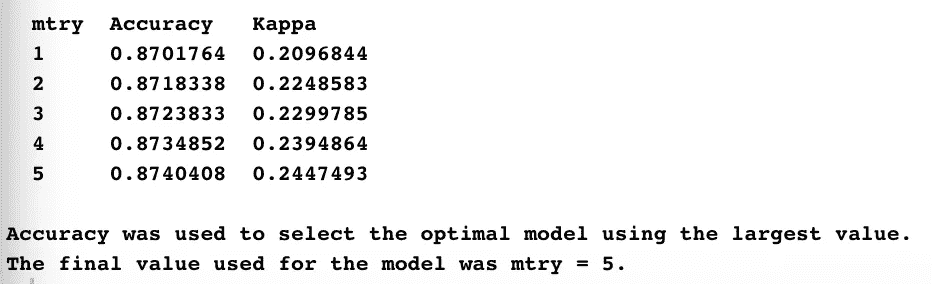 mtry Accuracy Kappa
1 0.8701764 0.2096844
2 0.8718338 0.2248583
3 0.8723833 0.2299785
4 0.8734852 0.2394864
5 0.8740408 0.2447493
Accuracy was used to select the optimal model using the largest value.
The final value used for the model was mtry = 5.